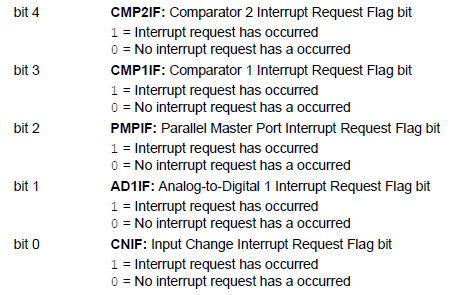 bit 4 CMP2IF: Comparator 2 Interrupt Request Flag bit
1 = Interrupt request has occurred
0 = No interrupt request has a occurred
bit 3 CMP1IF: Comparator 1 Interrupt Request Flag bit
1 = Interrupt request has occurred
0 = No interrupt request has a occurred
bit 2 PMPIF: Parallel Master Port Interrupt Request Flag bit
1 = Interrupt request has occurred
0 = No interrupt request has a occurred
bit 1 AD1IF: Analog-to-Digital 1 Interrupt Request Flag bit
1 = Interrupt request has occurred
0 = No interrupt request has a occurred
bit 0 CNIF: Input Change Interrupt Request Flag bit
1 = Interrupt request has occurred
0 = No interrupt request has a occurred